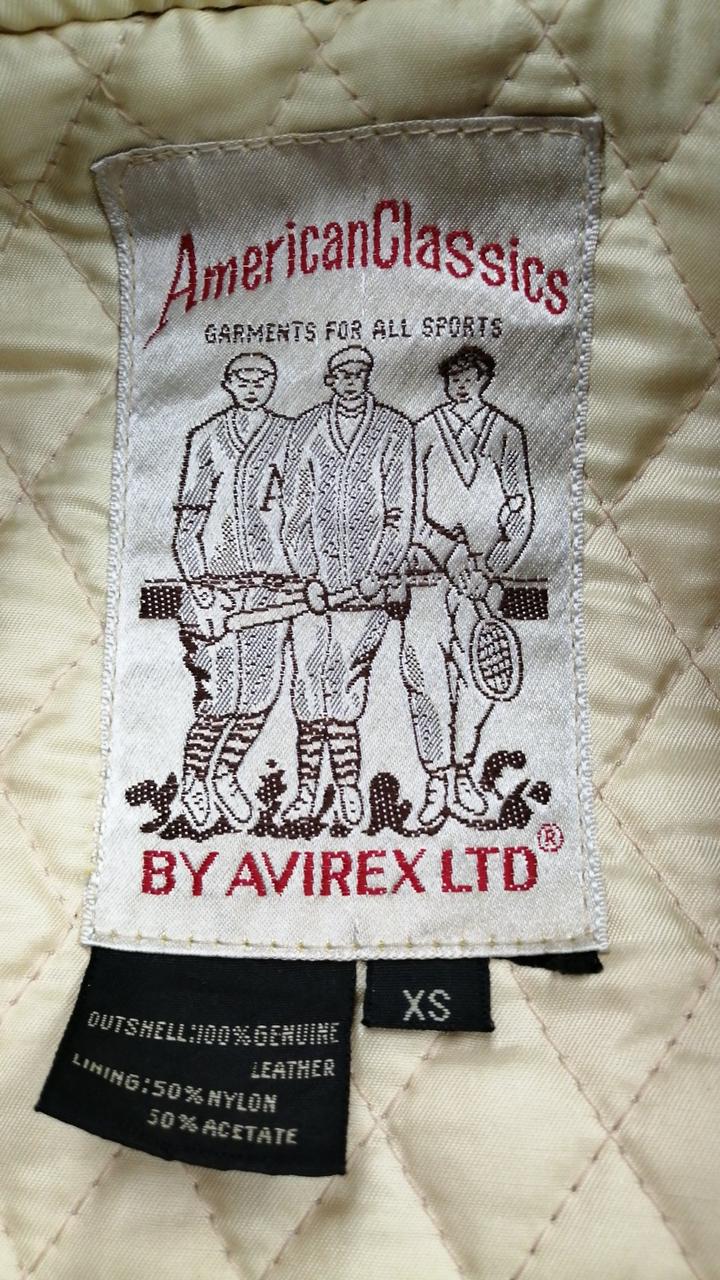 AmericanClassics
GARMENTS FOR ALL SPORTS
A
BY AVIREX LTD®
XS
OUTSHELL:100%GENUINE
LEATHER
LINING:50%NYLON
50%ACETATE